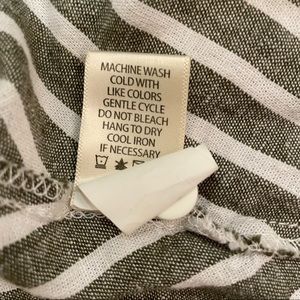 MACHINE WASH
COLD WITH
LIKE COLORS
GENTLE CYCLE
DO NOT BLEACH
HANG TO DRY
COOL IRON
IF NECESSARY